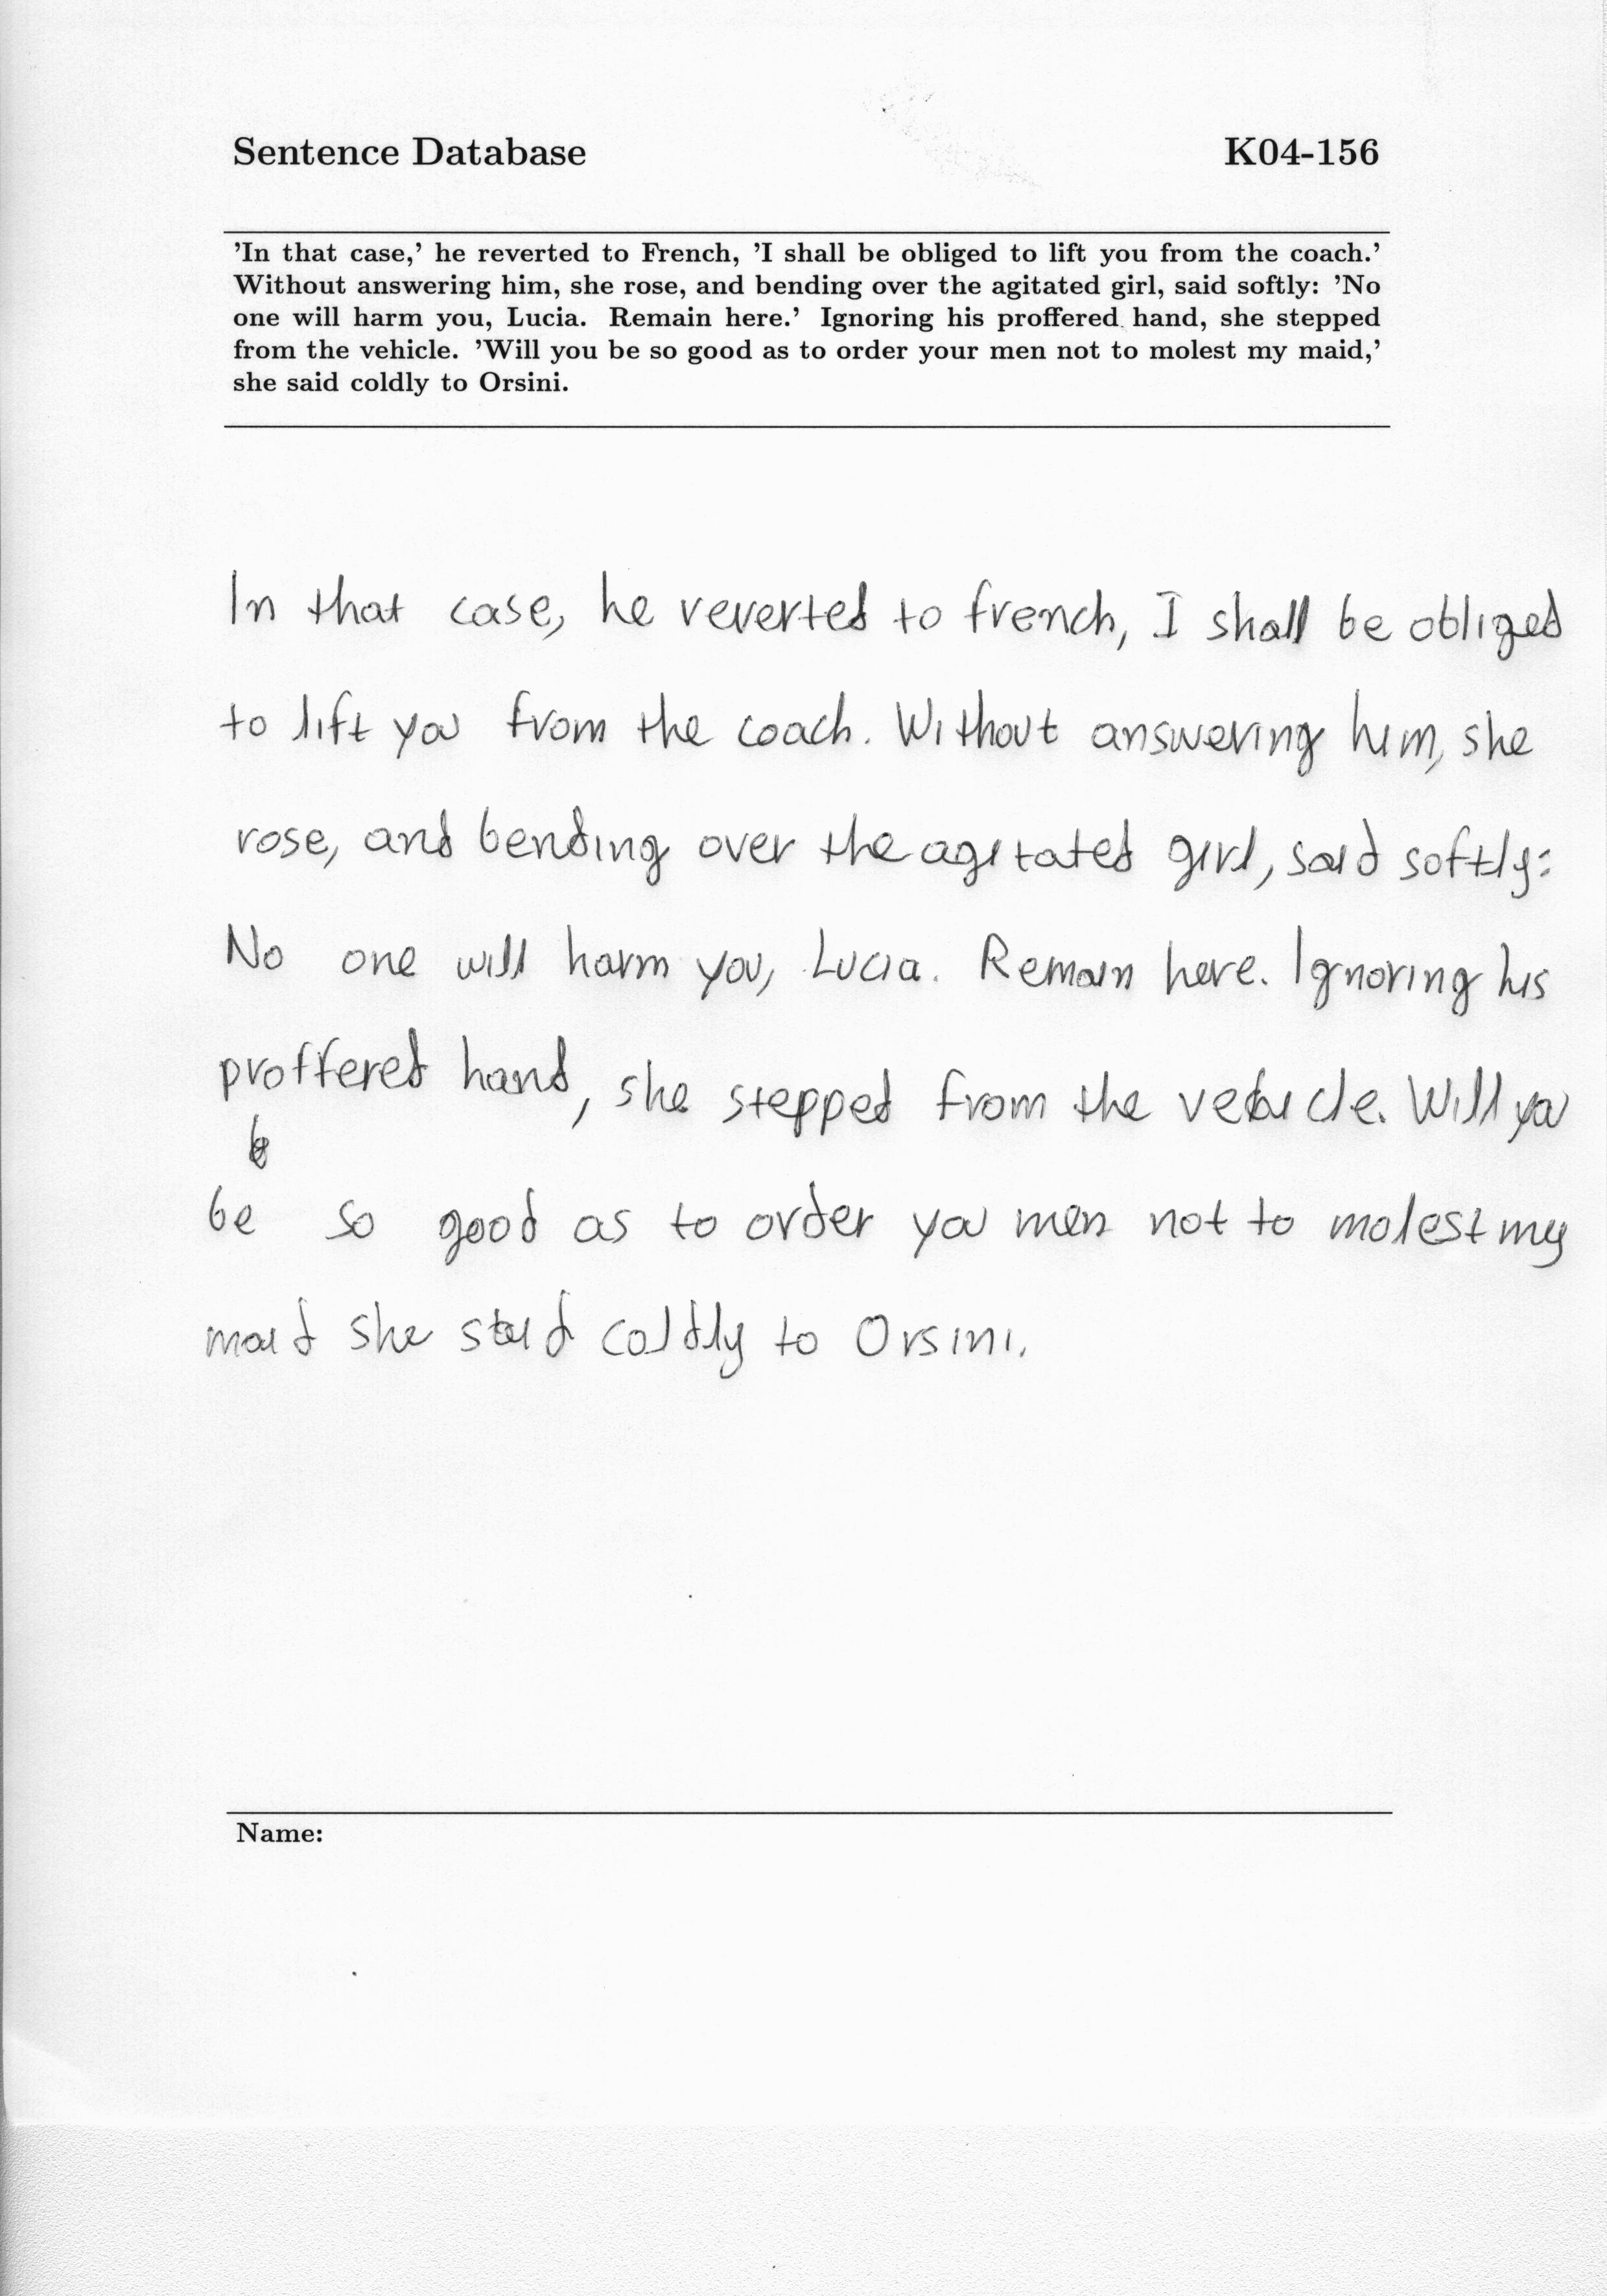 Sentence Database K04-156
'In that case,' he reverted to French, 'I shall be obliged to lift you from the coach.'
Without answering him, she rose, and bending over the agitated girl, said softly: 'No
one will harm you, Lucia. Remain here.' Ignoring his proffered hand, she stepped
from the vehicle. 'Will you be so good as to order your men not to molest my maid,'
she said coldly to Orsini.
In that case, he reverted to french, I shall be obliged
to lift you from the coach. Without answering him, she
rose, and bending over the agitated girl, said softly:
No one will harm you, Lucia. Remain here. Ignoring his
proffered hand, she stepped from the vehicle. Will you
be so good as to order you men not to molest my
maid she said coldly to Orsini.
Name: